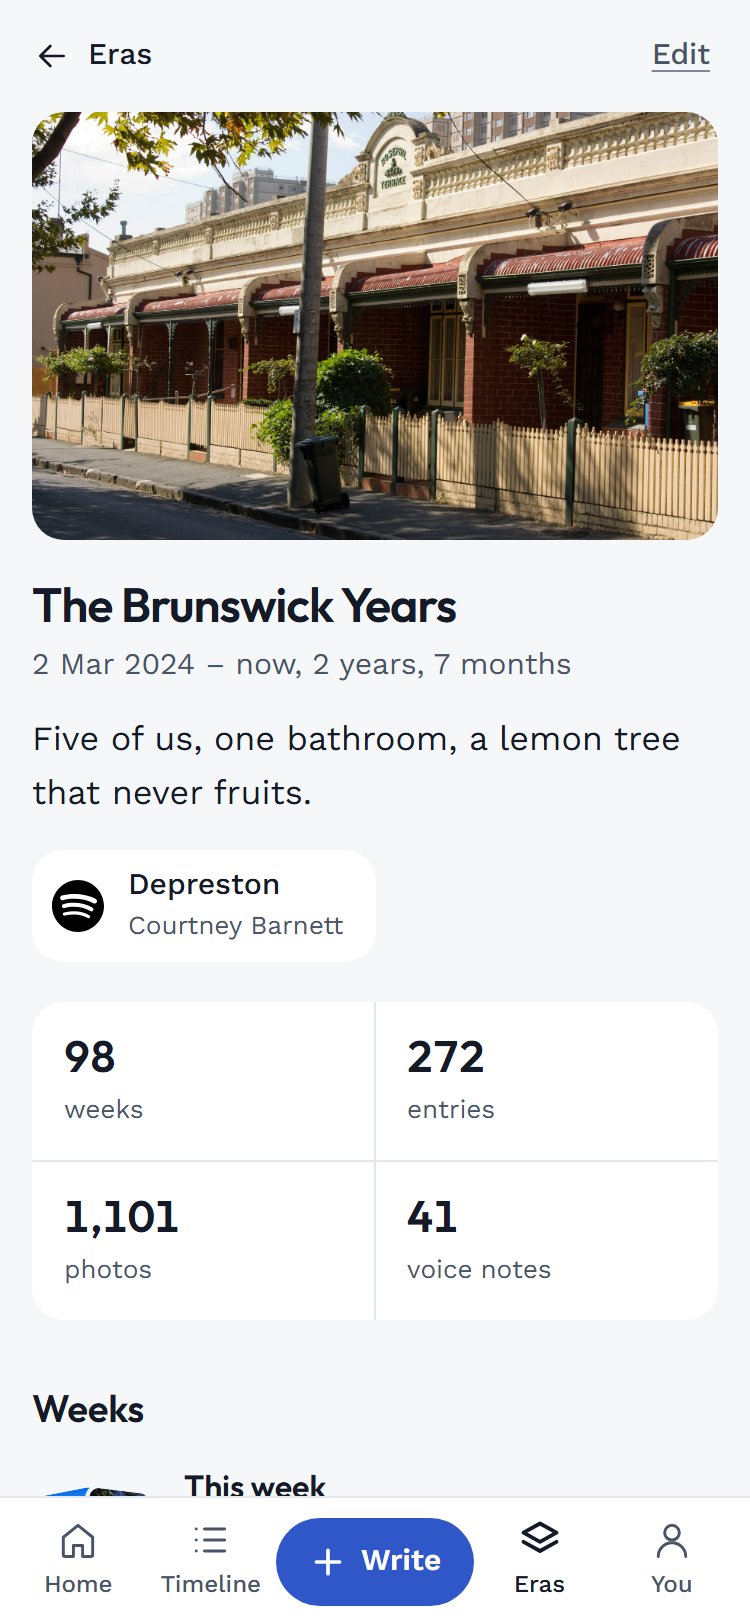 Eras
Edit
TERRACE
The Brunswick Years
2 Mar 2024 – now, 2 years, 7 months
Five of us, one bathroom, a lemon tree
that never fruits.
Depreston
Courtney Barnett
98
272
weeks
entries
1,101
41
photos
voice notes
Weeks
This week
Home
Timeline
Write
Eras
You